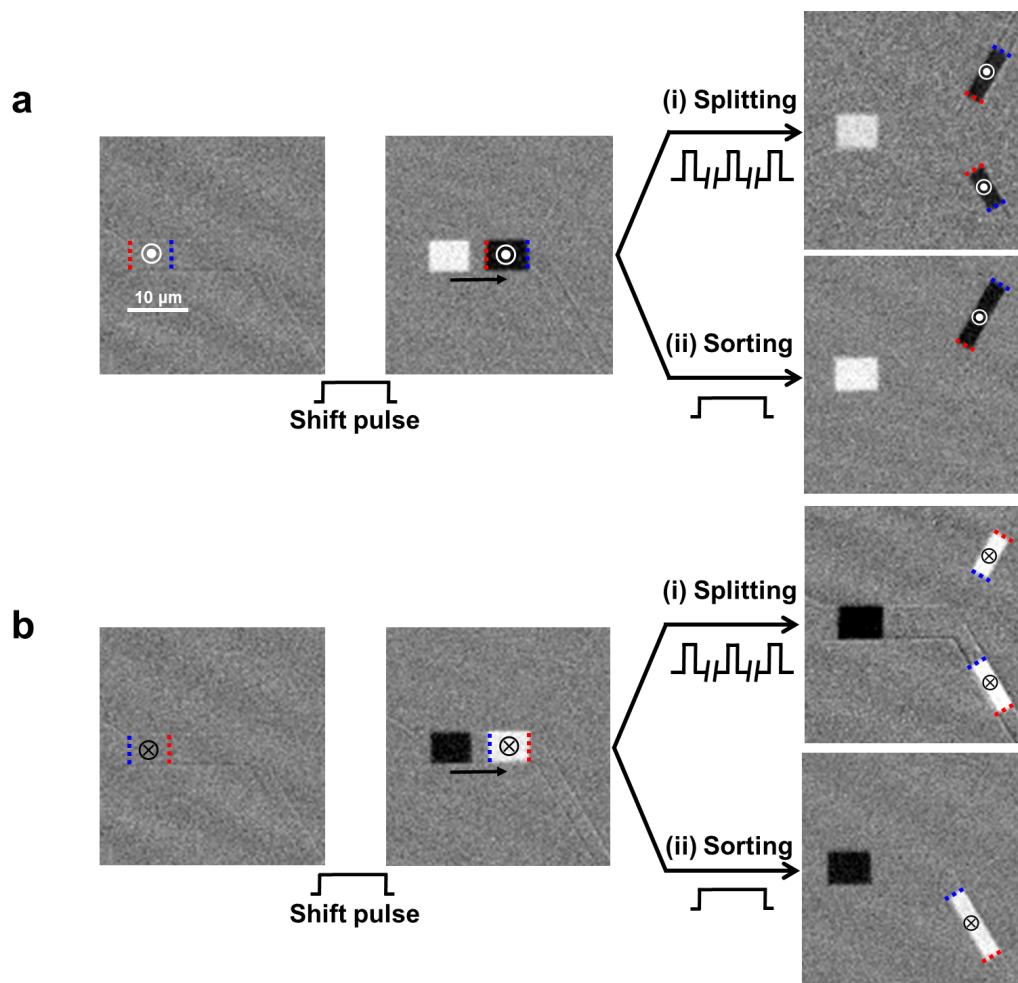 a
(i) Splitting
10 µm
(ii) Sorting
Shift pulse
b
(i) Splitting
(ii) Sorting
Shift pulse